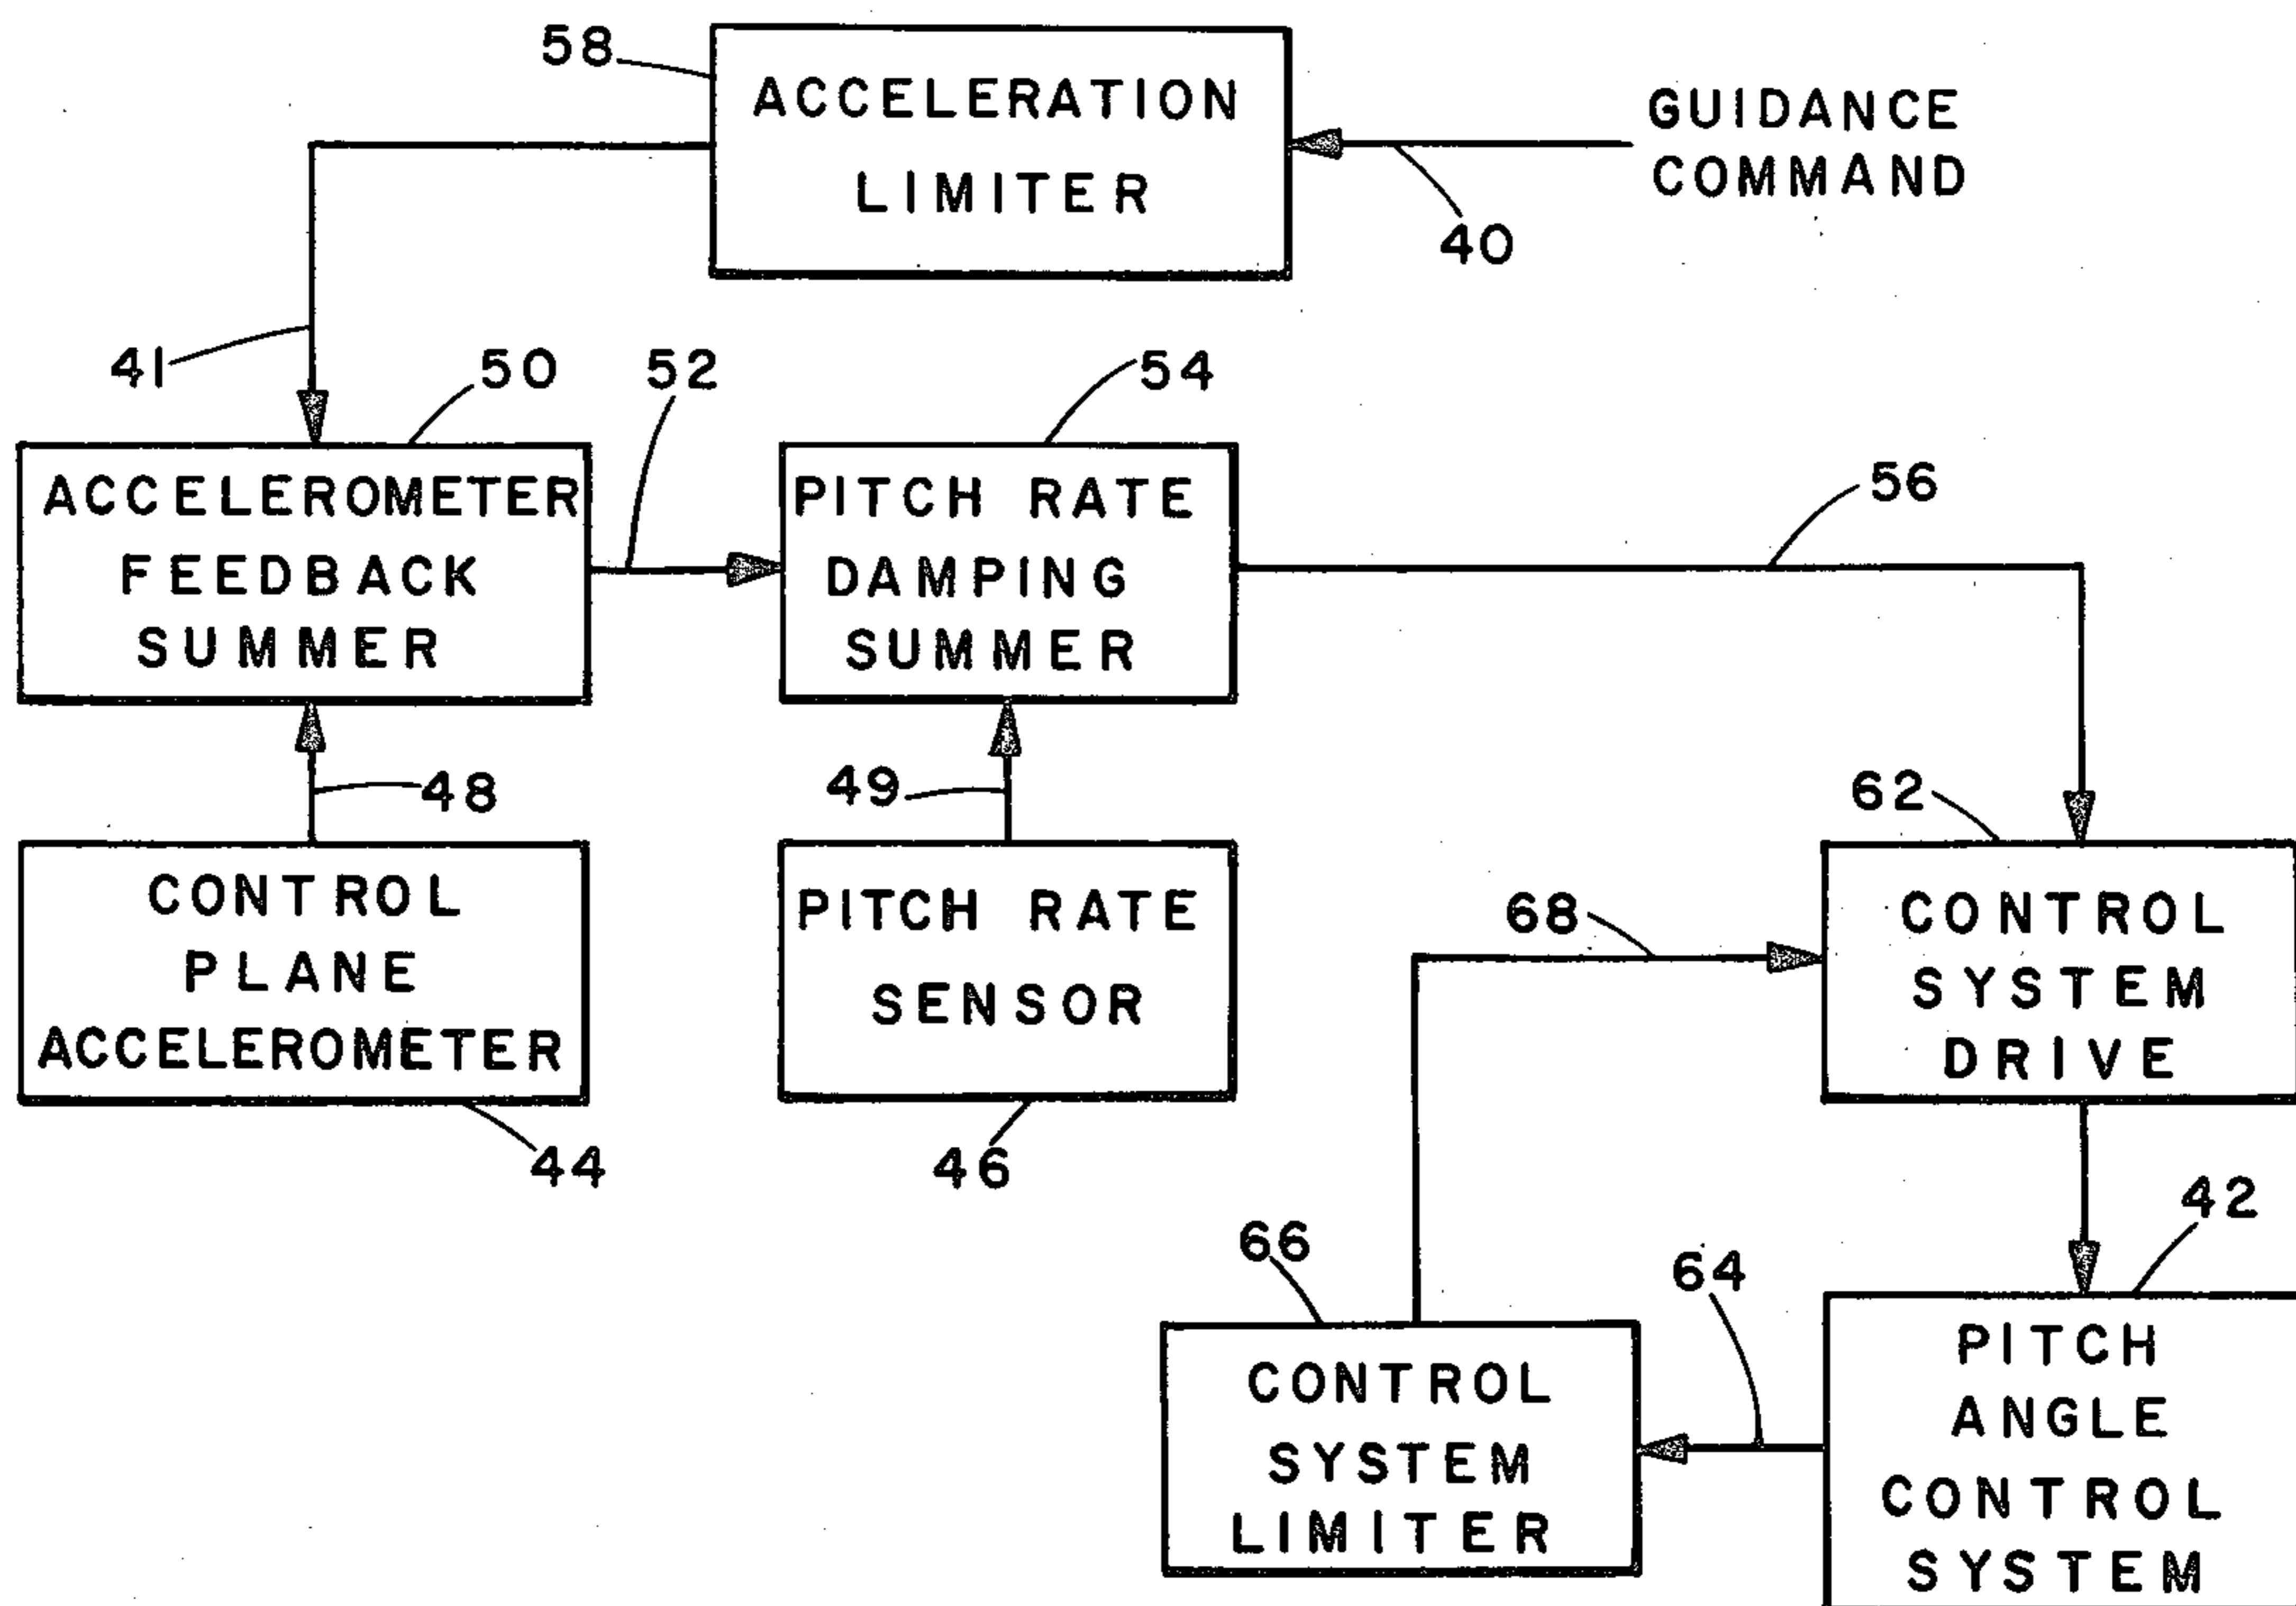 58
ACCELERATION
LIMITER
GUIDANCE
COMMAND
40
41
50
52
54
56
ACCELEROMETER
FEEDBACK
SUMMER
PITCH RATE
DAMPING
SUMMER
48
49
62
CONTROL
PLANE
ACCELEROMETER
PITCH RATE
SENSOR
68
CONTROL
SYSTEM
DRIVE
44
46
42
66
64
CONTROL
SYSTEM
LIMITER
PITCH
ANGLE
CONTROL
SYSTEM